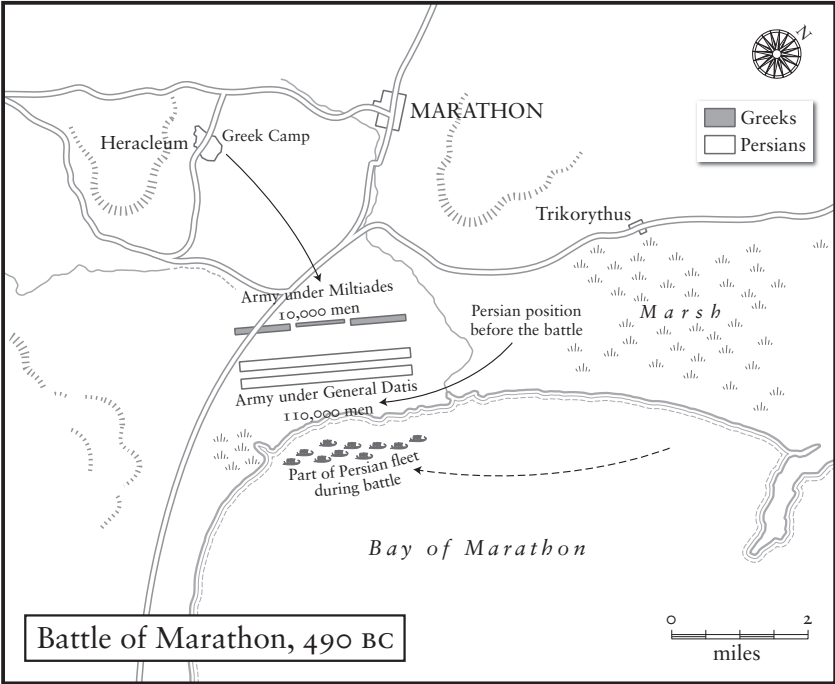 N
MARATHON
Greeks
Persians
Heracleum
Greek Camp
Trikorythus
Army under Miltiades
10,000 men
Persian position
before the battle
Marsh
Army under General Datis
110,000 men
Part of Persian fleet
during battle
Bay of Marathon
Battle of Marathon, 490 BC
0 2
miles